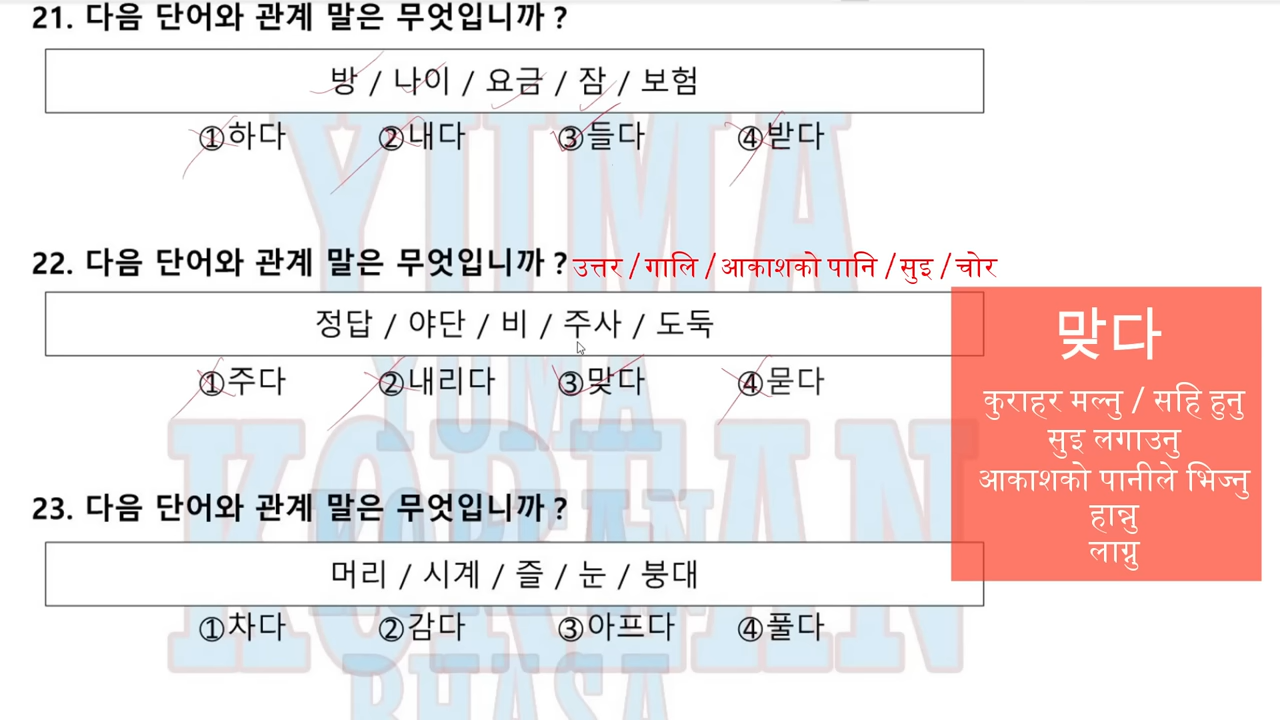 21. 다음 단어와 관계 말은 무엇입니까 ?
방 / 나이 / 요금 / 잠 / 보험
①하다 ②내다 ③들다 ④받다
22. 다음 단어와 관계 말은 무엇입니까 ? उत्तर / गालि / आकाशको पानि / सुइ / चोर
정답 / 야단 / 비 / 주사 / 도둑
①주다 ②내리다 ③맞다 ④묻다
맞다
कुराहर मल्नु / सहि हुनु
सुइ लगाउनु
आकाशको पानीले भिज्नु
हान्नु
लाग्नु
23. 다음 단어와 관계 말은 무엇입니까 ?
머리 / 시계 / 즐 / 눈 / 붕대
①차다 ②감다 ③아프다 ④풀다
YUMA
YUMA
KOREAN
KOREAN
BHASA